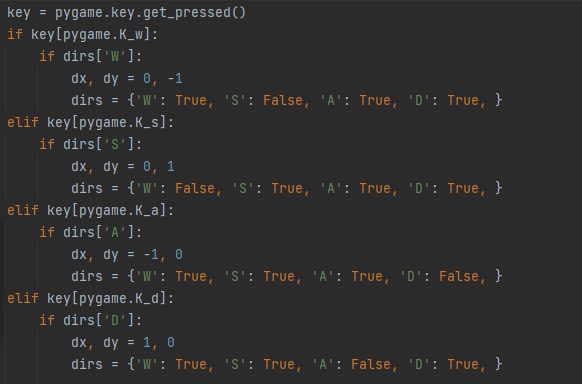 key = pygame.key.get_pressed()
if key[pygame.K_w]:
    if dirs['W']:
        dx, dy = 0, -1
        dirs = {'W': True, 'S': False, 'A': True, 'D': True, }
elif key[pygame.K_s]:
    if dirs['S']:
        dx, dy = 0, 1
        dirs = {'W': False, 'S': True, 'A': True, 'D': True, }
elif key[pygame.K_a]:
    if dirs['A']:
        dx, dy = -1, 0
        dirs = {'W': True, 'S': True, 'A': True, 'D': False, }
elif key[pygame.K_d]:
    if dirs['D']:
        dx, dy = 1, 0
        dirs = {'W': True, 'S': True, 'A': False, 'D': True, }